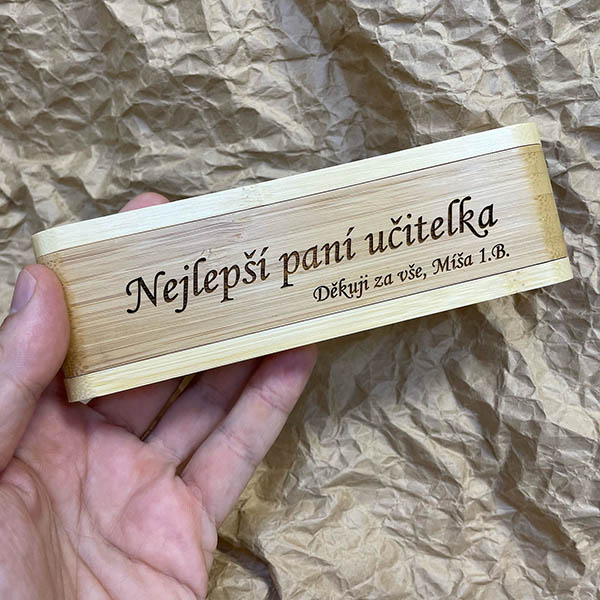 Nejlepší paní učitelka
Děkuji za vše, Míša 1.B.